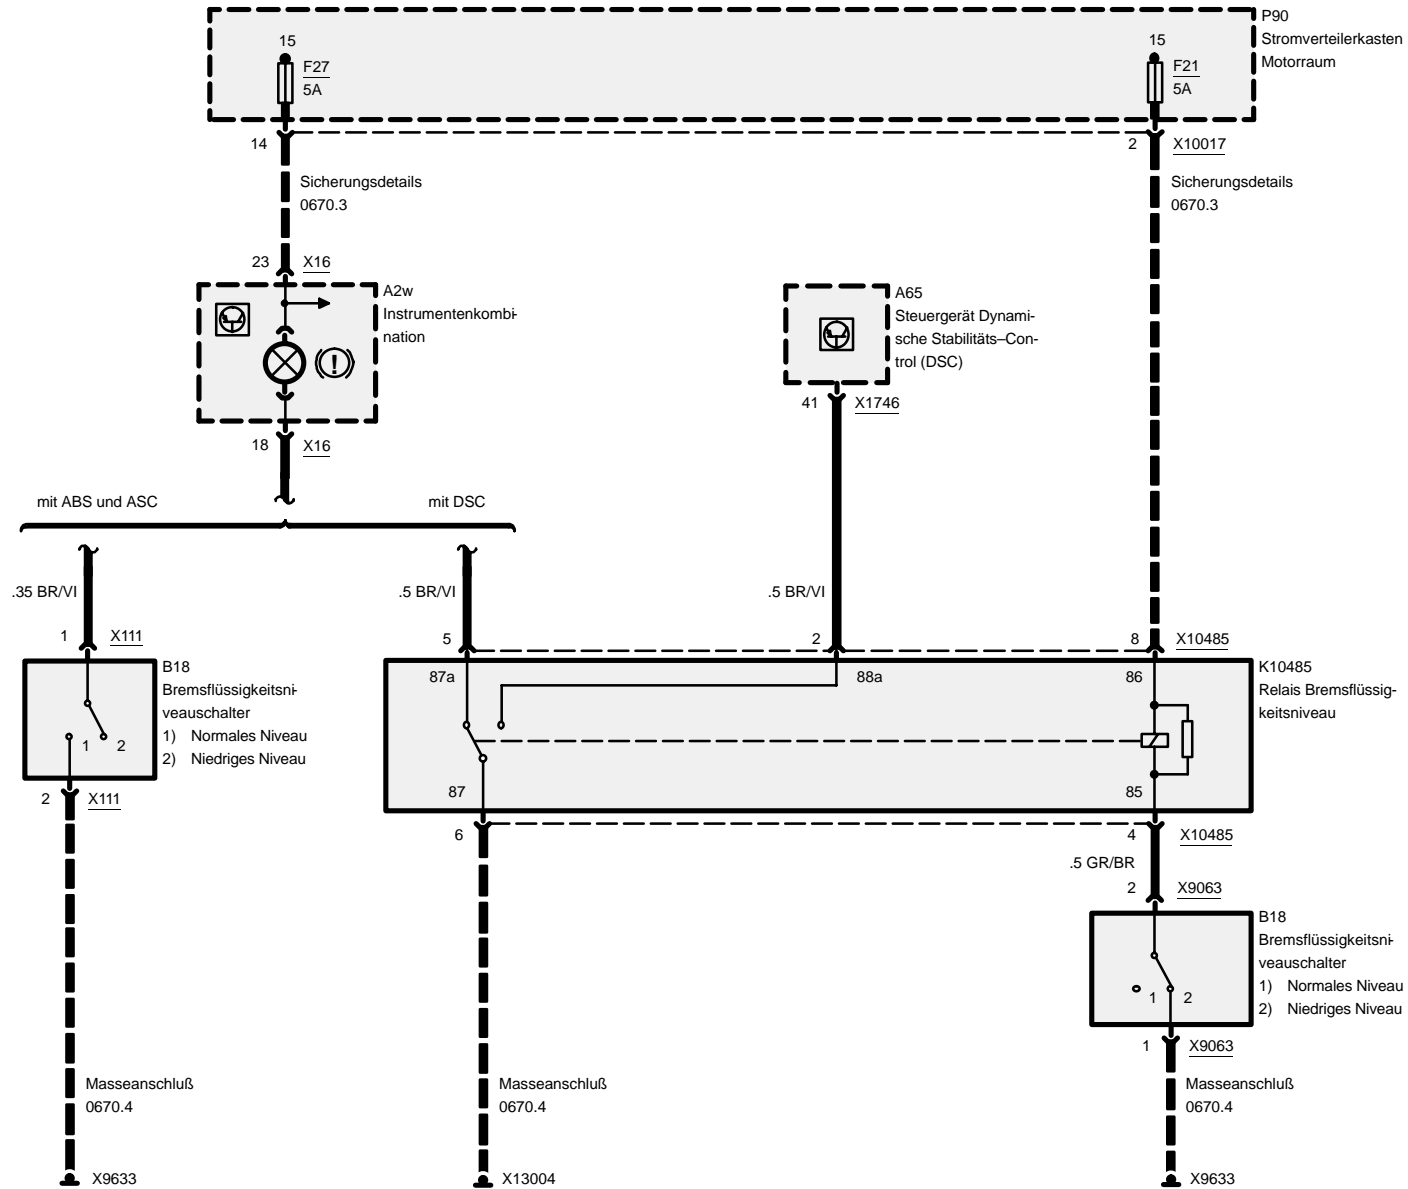 P90
Stromverteilerkasten
Motorraum
15
F27
5A
15
F21
5A
14
2
X10017
Sicherungsdetails
0670.3
Sicherungsdetails
0670.3
23
X16
A2w
Instrumentenkombi-
nation
!
A65
Steuergerät Dynami-
sche Stabilitäts–Con-
trol (DSC)
18
X16
41
X1746
mit ABS und ASC
mit DSC
.35 BR/VI
.5 BR/VI
.5 BR/VI
1
X111
5
2
8
X10485
B18
Bremsflüssigkeitsni-
veauschalter
1) Normales Niveau
2) Niedriges Niveau
1
2
87a
88a
86
K10485
Relais Bremsflüssig-
keitsniveau
87
85
2
X111
6
4
X10485
.5 GR/BR
2
X9063
B18
Bremsflüssigkeitsni-
veauschalter
1) Normales Niveau
2) Niedriges Niveau
1
2
1
X9063
Masseanschluß
0670.4
Masseanschluß
0670.4
Masseanschluß
0670.4
X9633
X13004
X9633